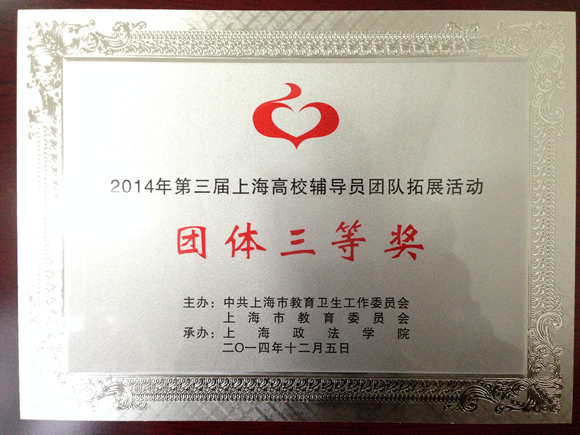 2014年第三届上海高校辅导员团队拓展活动
团体三等奖
主办：中共上海市教育卫生工作委员会
上海市教育委员会
承办：上海政法学院
二〇一四年十二月五日